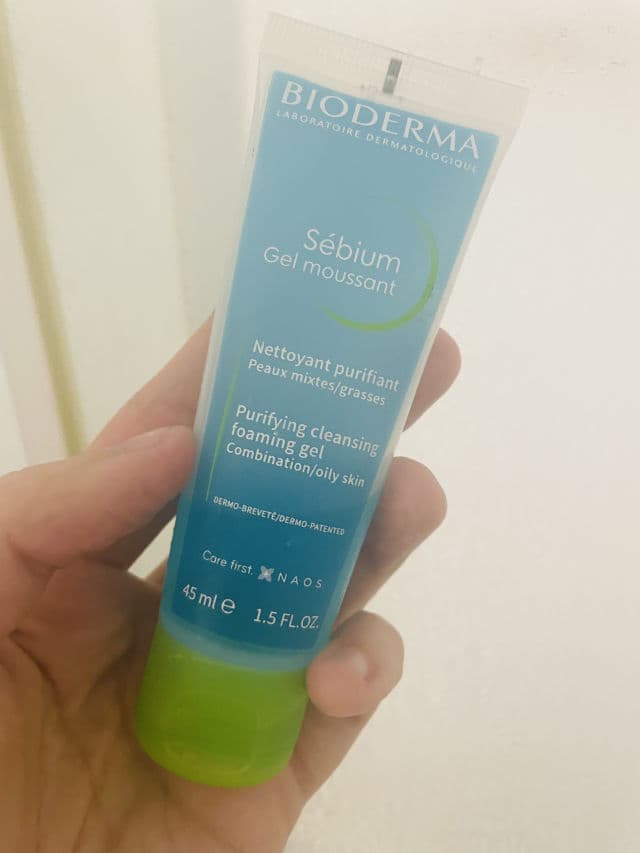 BIODERMA
LABORATOIRE DERMATOLOGIQUE
Sébium
Gel moussant
Nettoyant purifiant
Peaux mixtes/grasses
Purifying cleansing
foaming gel
Combination/oily skin
DERMO-BREVETÉ/DERMO-PATENTED
Care first. NAOS
45 ml e 1.5 FL.OZ.